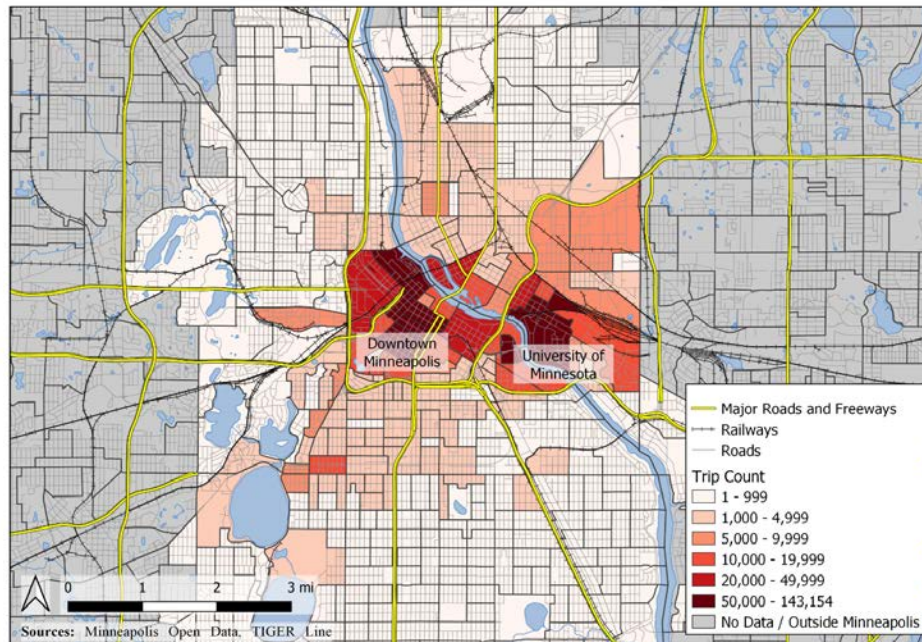 Downtown
Minneapolis
University of
Minnesota
Major Roads and Freeways
Railways
Roads
Trip Count
1 - 999
1,000 - 4,999
5,000 - 9,999
10,000 - 19,999
20,000 - 49,999
50,000 - 143,154
No Data / Outside Minneapolis
0 1 2 3 mi
Sources: Minneapolis Open Data, TIGER Line